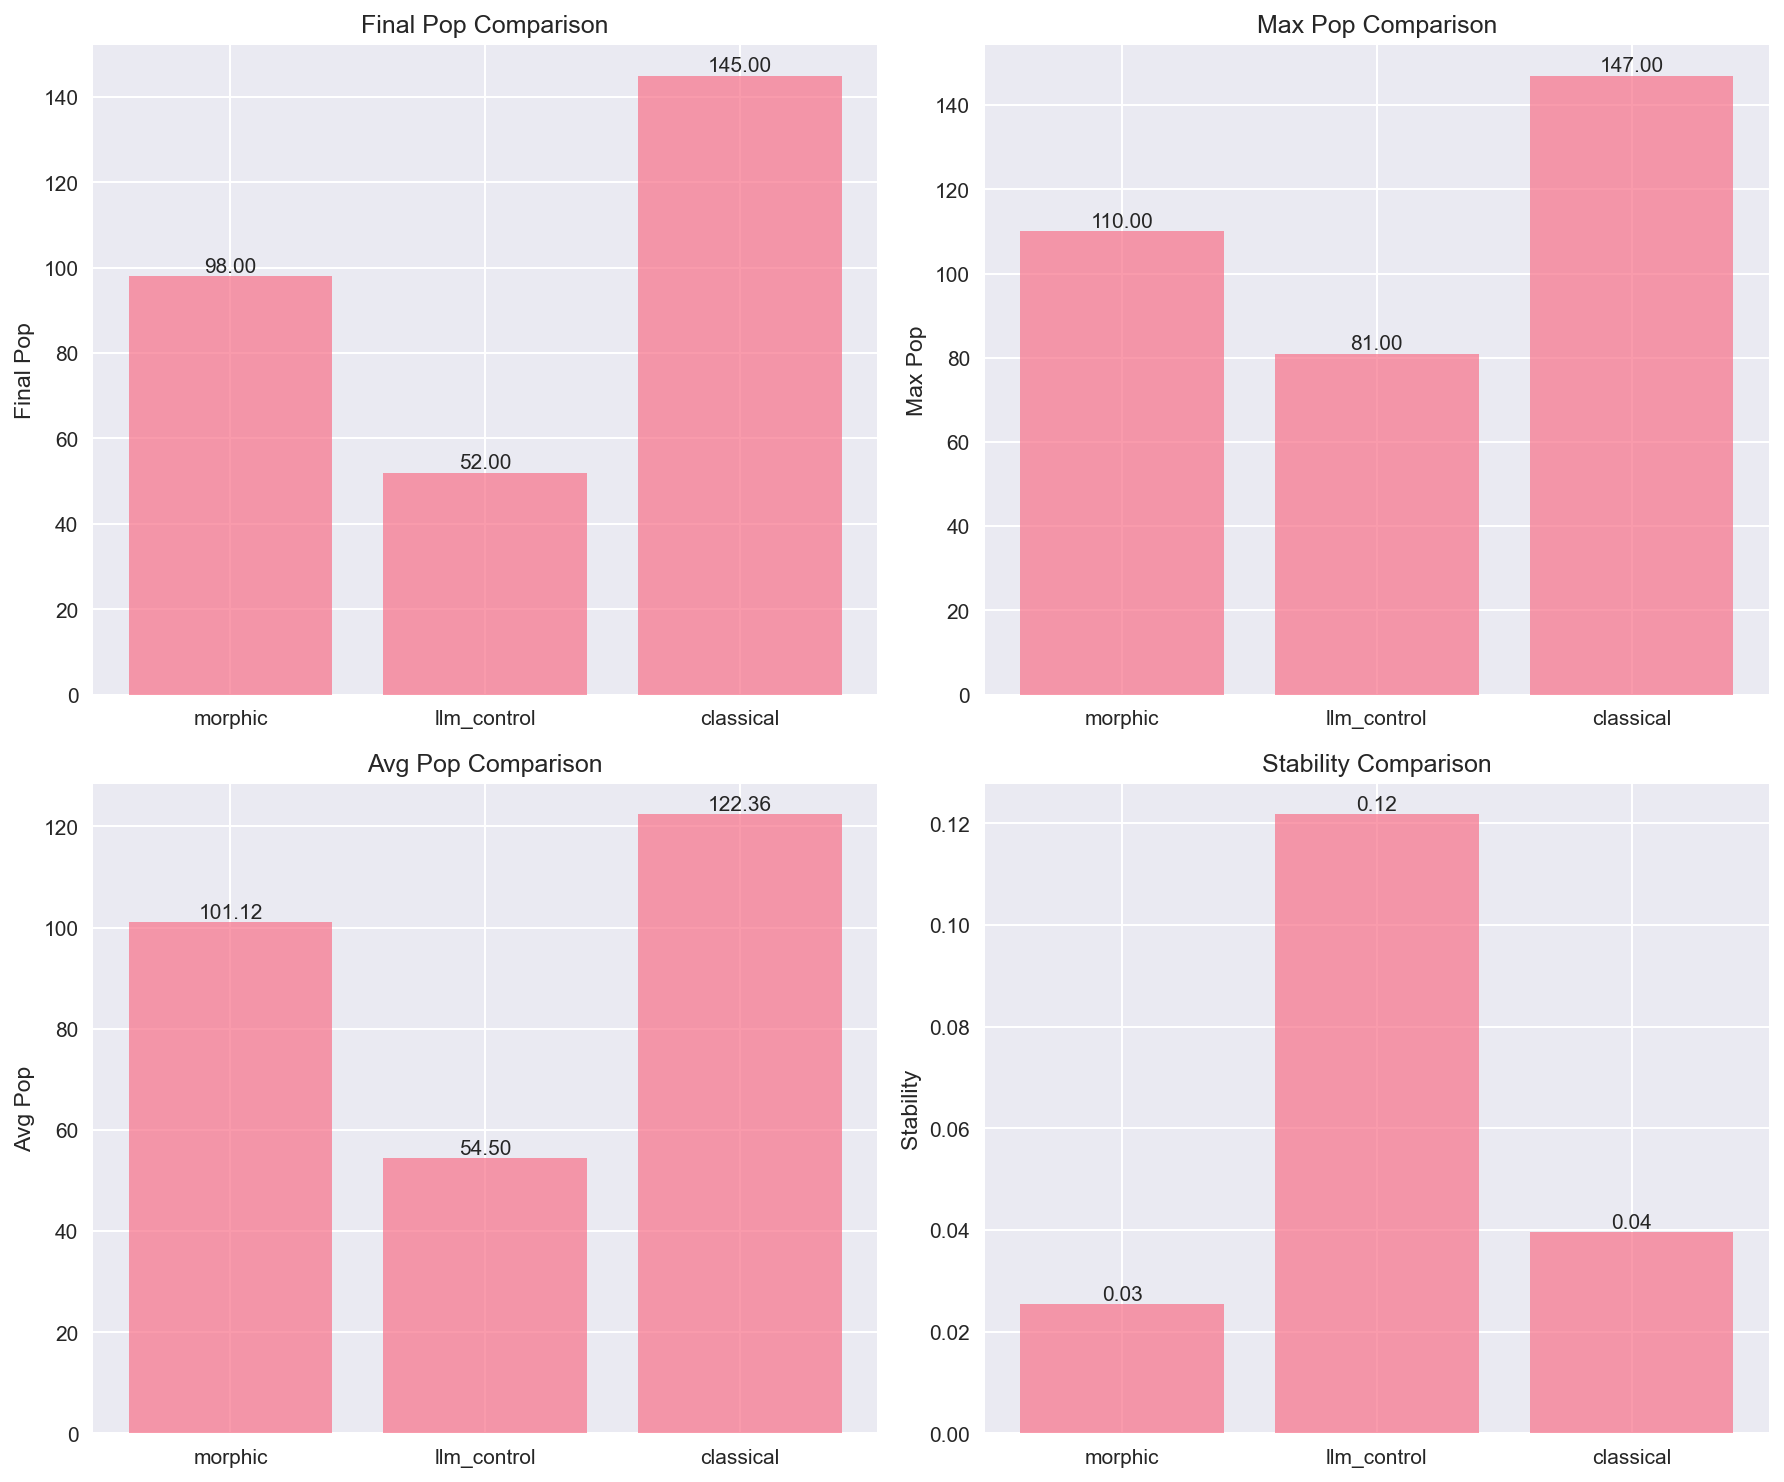 Final Pop Comparison
Final Pop
140
120
100
80
60
40
20
0
98.00
52.00
145.00
morphic
llm_control
classical
Max Pop Comparison
Max Pop
140
120
100
80
60
40
20
0
110.00
81.00
147.00
morphic
llm_control
classical
Avg Pop Comparison
Avg Pop
120
100
80
60
40
20
0
101.12
54.50
122.36
morphic
llm_control
classical
Stability Comparison
Stability
0.12
0.10
0.08
0.06
0.04
0.02
0.00
0.03
0.12
0.04
morphic
llm_control
classical